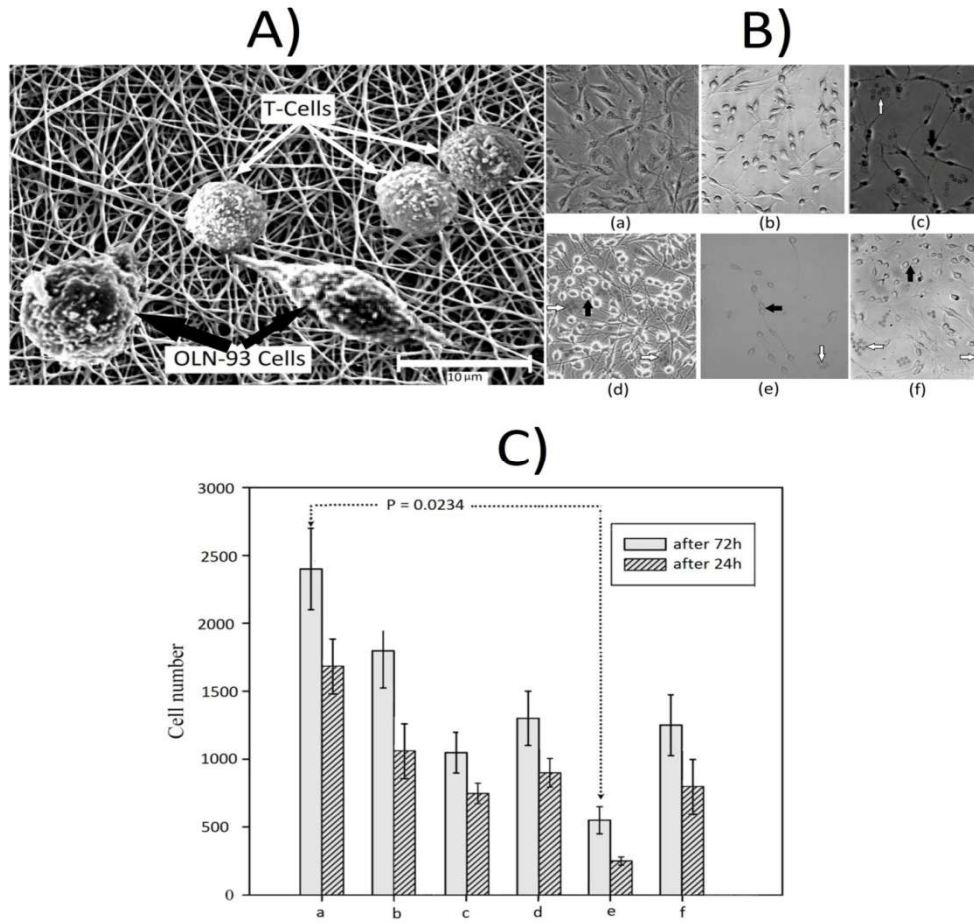 A)
B)
T-Cells
OLN-93 Cells
10 µm
(a)
(b)
(c)
(d)
(e)
(f)
C)
Cell number
3000
2500
2000
1500
1000
500
0
P = 0.0234
after 72h
after 24h
a
b
c
d
e
f